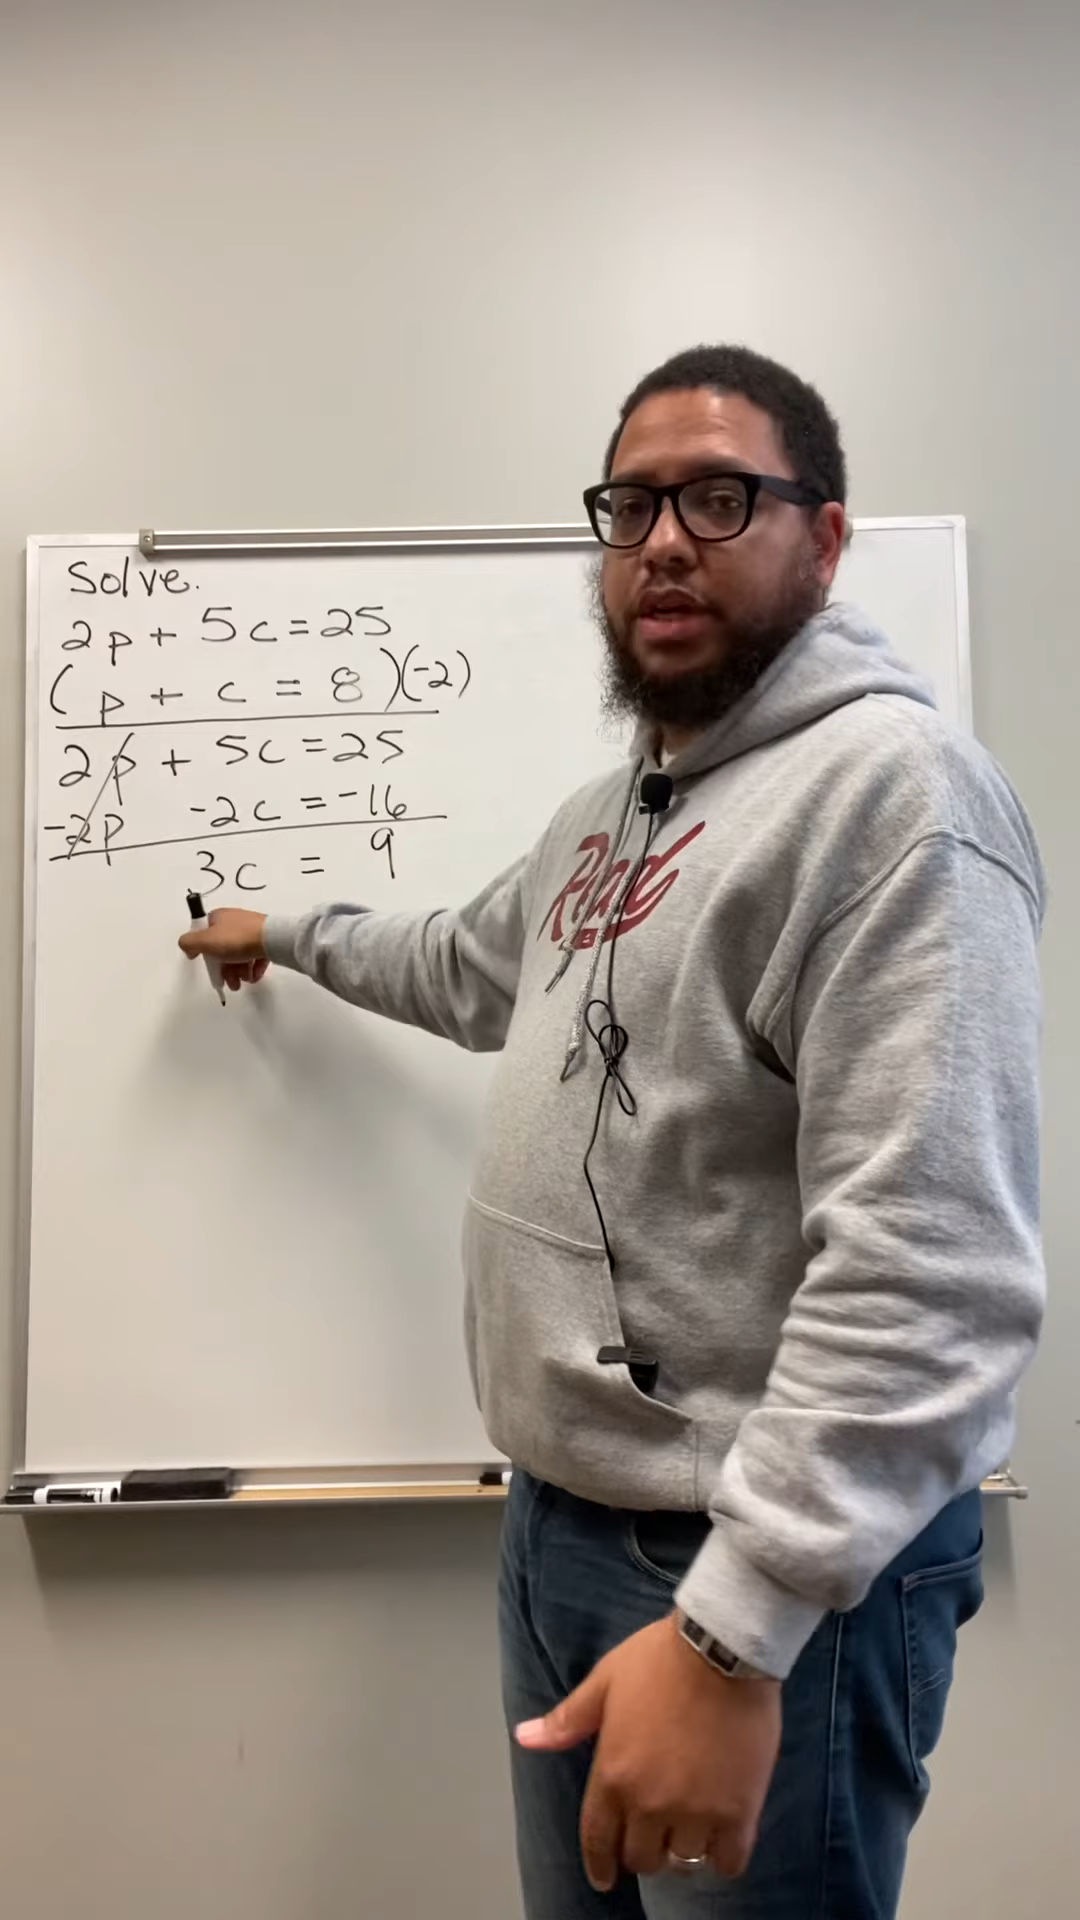 Solve.
2p + 5c = 25
(p + c = 8)(-2)
2p + 5c = 25
-2p -2c = -16
3c = 9